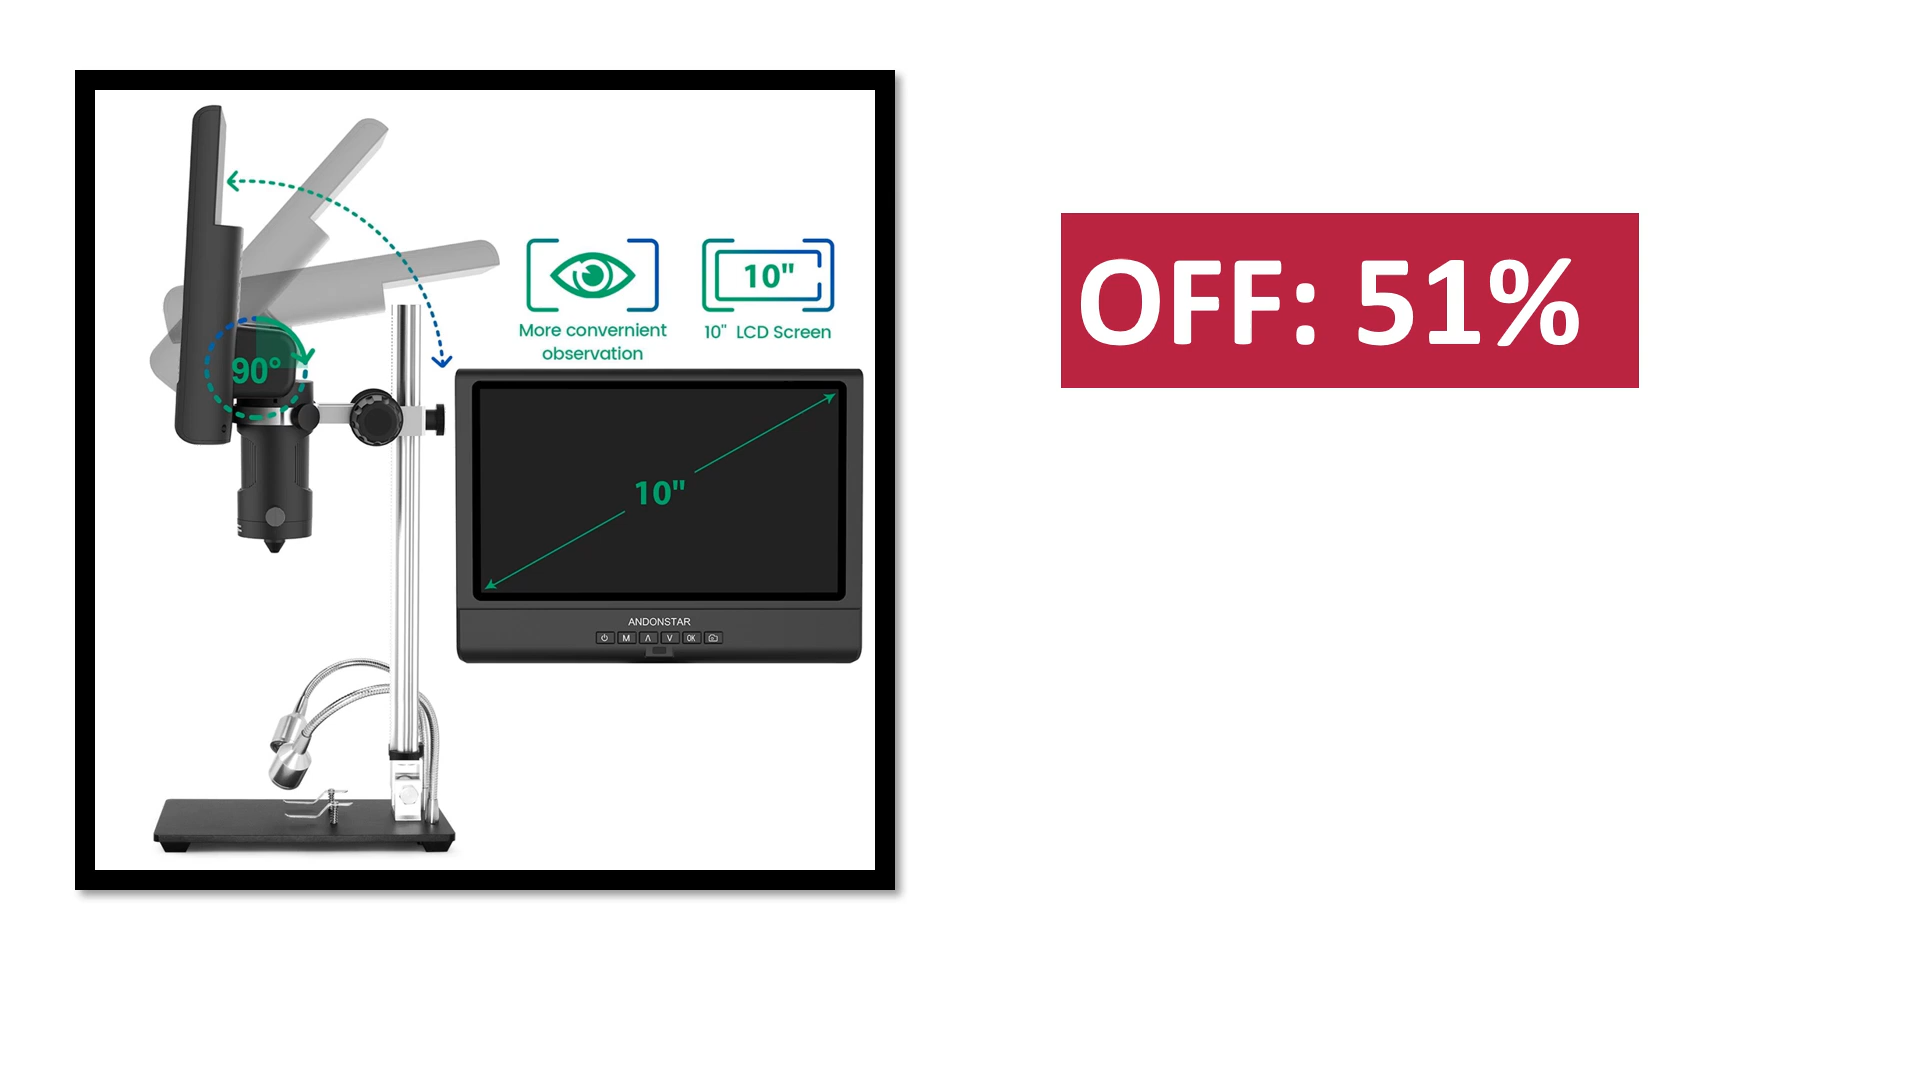 90°
10"
More convernient
observation
10" LCD Screen
10"
ANDONSTAR
M
OK
OFF: 51%